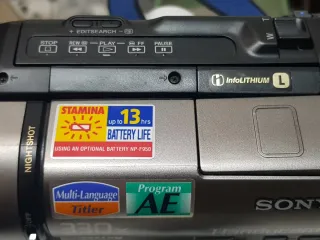 + EDITSEARCH -
STOP
REW
PLAY
FF
PAUSE
InfoLITHIUM L
T
W
STAMINA
up to 13 hrs
BATTERY LIFE
USING AN OPTIONAL BATTERY NP-F960
NIGHTSHOT
Multi-Language
Titler
Program
AE
SONY